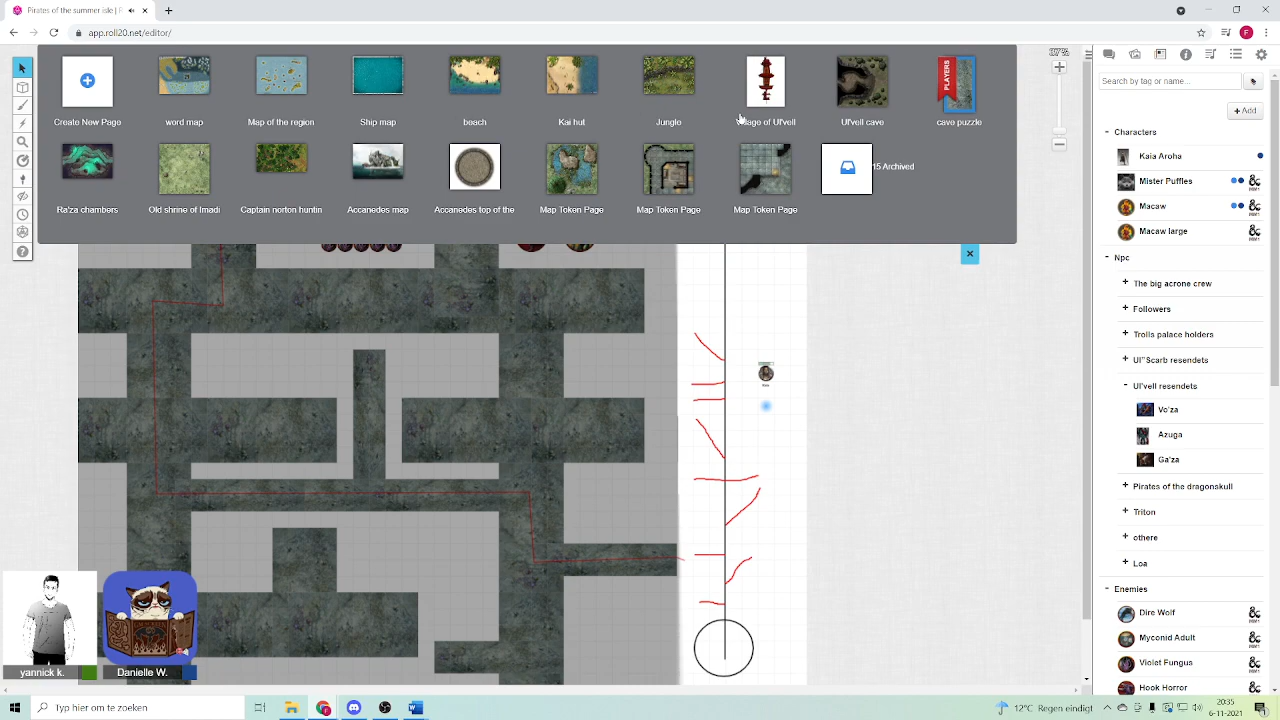 Pirates of the summer isle | R
app.roll20.net/editor/
Create New Page
word map
Map of the region
Ship map
beach
Kai hut
Jungle
Village of Ul'vell
Ul'vell cave
PLAYERS
cave puzzle
Ra'za chambers
Old shrine of Imadi
Captain norton huntin
Accanedes map
Accanedes top of the
Map Token Page
Map Token Page
Map Token Page
15 Archived
Search by tag or name...
+ Add
Characters
Kaia Aroha
Mister Puffles
Macaw
Macaw large
Npc
The big acrone crew
Followers
Trolls palace holders
Ul"Scarb resendets
Ul'vell resendets
Vo'za
Azuga
Ga'za
Pirates of the dragonskull
Triton
others
Loa
Enemies
Dire Wolf
Myconid Adult
Violet Fungus
Hook Horror
yannick k.
Danielle W.
Typ hier om te zoeken
12°C Regen eindigt
20:35
6-11-2021